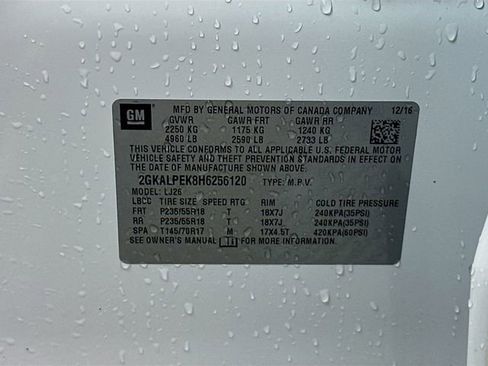 GM
MFD BY GENERAL MOTORS OF CANADA COMPANY 12/16
GVWR GAWR FRT GAWR RR
2250 KG 1175 KG 1240 KG
4960 LB 2590 LB 2733 LB
THIS VEHICLE CONFORMS TO ALL APPLICABLE U.S. FEDERAL MOTOR
VEHICLE SAFETY AND THEFT PREVENTION STANDARDS IN EFFECT ON
THE DATE OF MANUFACTURE SHOWN ABOVE.
2GKALPEK8H6256120 TYPE: M.P.V.
MODEL: LJ26
LBCC TIRE SIZE SPEED RTG RIM COLD TIRE PRESSURE
FRT P235/55R18 T 18X7J 240KPA(35PSI)
RR P235/55R18 T 18X7J 240KPA(35PSI)
SPA T145/70R17 M 17X4.5T 420KPA(60PSI)
SEE OWNER'S MANUAL